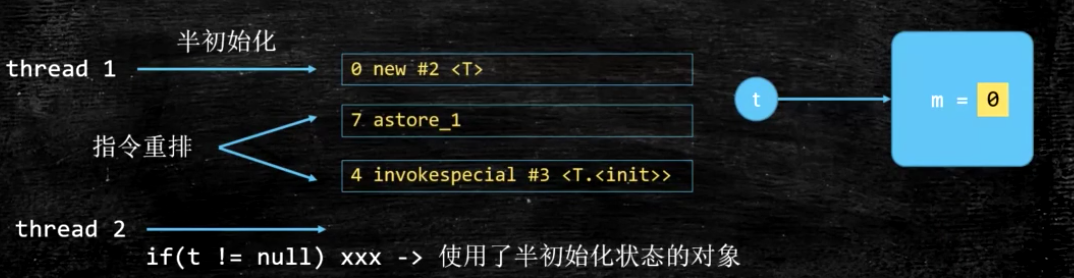 半初始化
thread 1
0 new #2 <T>
t
m = 0
7 astore_1
指令重排
4 invokespecial #3 <T.<init>>
thread 2
if(t != null) xxx -> 使用了半初始化状态的对象